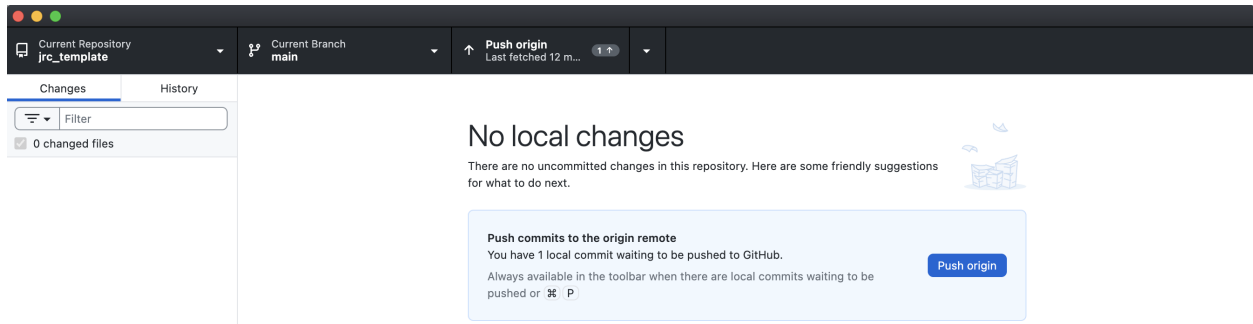 Current Repository
jrc_template
Current Branch
main
Push origin
Last fetched 12 m...
1 ↑
Changes
History
Filter
0 changed files
No local changes
There are no uncommitted changes in this repository. Here are some friendly suggestions
for what to do next.
Push commits to the origin remote
You have 1 local commit waiting to be pushed to GitHub.
Always available in the toolbar when there are local commits waiting to be
pushed or ⌘ P
Push origin